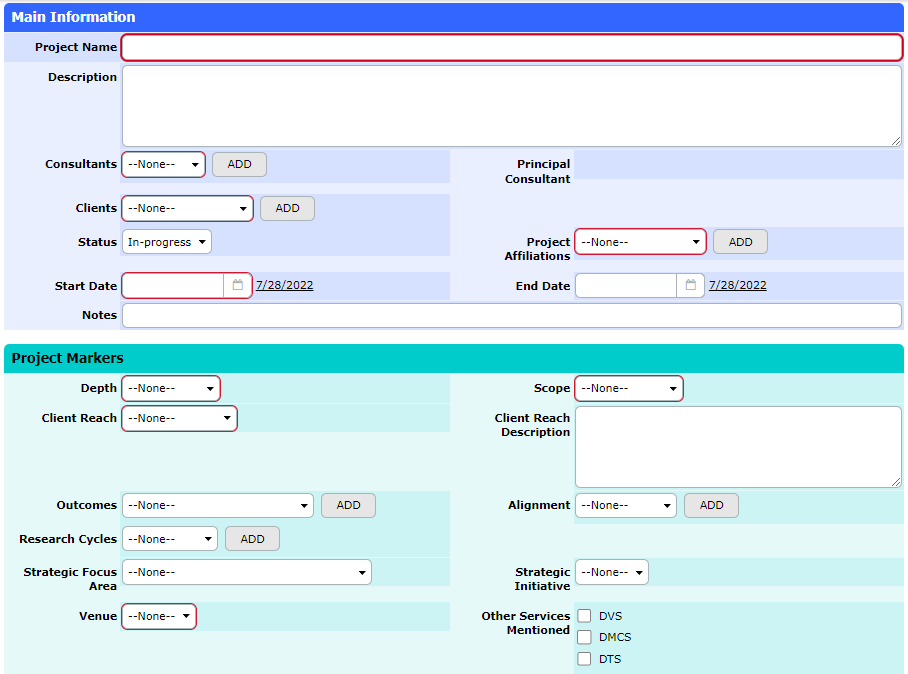 Main Information
Project Name
Description
Consultants --None-- ADD Principal
Consultant
Clients --None-- ADD
Status In-progress Project --None-- ADD
Affiliations
Start Date 7/28/2022 End Date 7/28/2022
Notes
Project Markers
Depth --None-- Scope --None--
Client Reach --None-- Client Reach
Description
Outcomes --None-- ADD Alignment --None-- ADD
Research Cycles --None-- ADD
Strategic Focus --None-- Strategic --None--
Area Initiative
Venue --None-- Other Services DVS
Mentioned DMCS
DTS